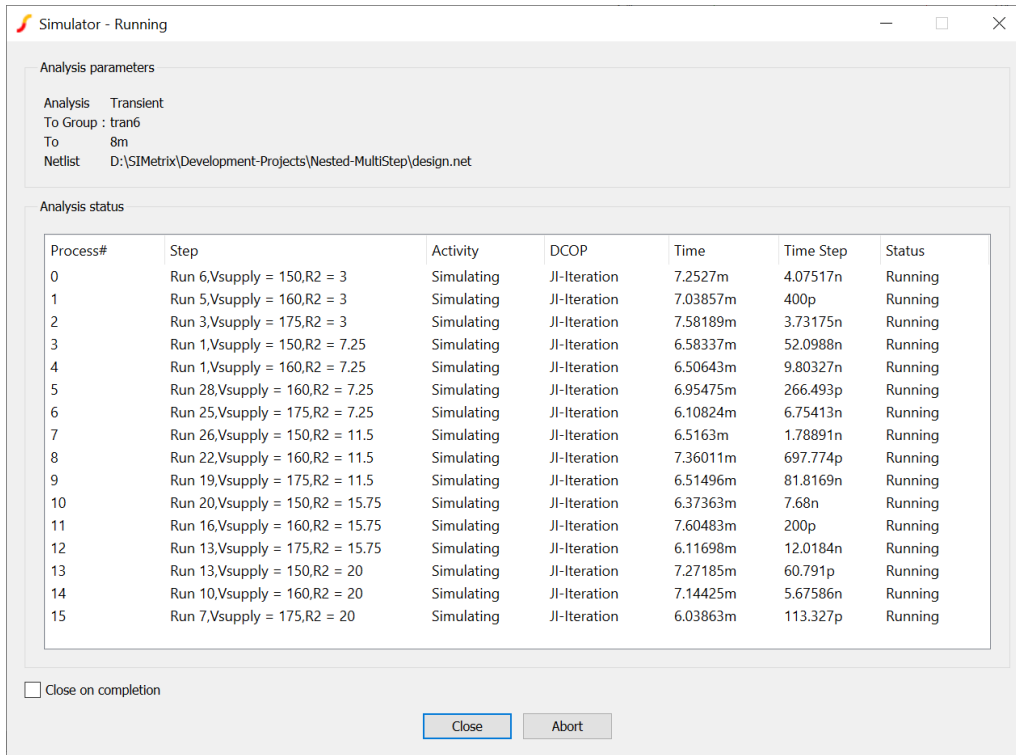 Simulator - Running
Analysis parameters
Analysis Transient
To Group : tran6
To 8m
Netlist D:\SIMetrix\Development-Projects\Nested-MultiStep\design.net
Analysis status
Process# Step Activity DCOP Time Time Step Status
0 Run 6,Vsupply = 150,R2 = 3 Simulating JI-Iteration 7.2527m 4.07517n Running
1 Run 5,Vsupply = 160,R2 = 3 Simulating JI-Iteration 7.03857m 400p Running
2 Run 3,Vsupply = 175,R2 = 3 Simulating JI-Iteration 7.58189m 3.73175n Running
3 Run 1,Vsupply = 150,R2 = 7.25 Simulating JI-Iteration 6.58337m 52.0988n Running
4 Run 1,Vsupply = 160,R2 = 7.25 Simulating JI-Iteration 6.50643m 9.80327n Running
5 Run 28,Vsupply = 160,R2 = 7.25 Simulating JI-Iteration 6.95475m 266.493p Running
6 Run 25,Vsupply = 175,R2 = 7.25 Simulating JI-Iteration 6.10824m 6.75413n Running
7 Run 26,Vsupply = 150,R2 = 11.5 Simulating JI-Iteration 6.5163m 1.78891n Running
8 Run 22,Vsupply = 160,R2 = 11.5 Simulating JI-Iteration 7.36011m 697.774p Running
9 Run 19,Vsupply = 175,R2 = 11.5 Simulating JI-Iteration 6.51496m 81.8169n Running
10 Run 20,Vsupply = 150,R2 = 15.75 Simulating JI-Iteration 6.37363m 7.68n Running
11 Run 16,Vsupply = 160,R2 = 15.75 Simulating JI-Iteration 7.60483m 200p Running
12 Run 13,Vsupply = 175,R2 = 15.75 Simulating JI-Iteration 6.11698m 12.0184n Running
13 Run 13,Vsupply = 150,R2 = 20 Simulating JI-Iteration 7.27185m 60.791p Running
14 Run 10,Vsupply = 160,R2 = 20 Simulating JI-Iteration 7.14425m 5.67586n Running
15 Run 7,Vsupply = 175,R2 = 20 Simulating JI-Iteration 6.03863m 113.327p Running
Close on completion
Close Abort